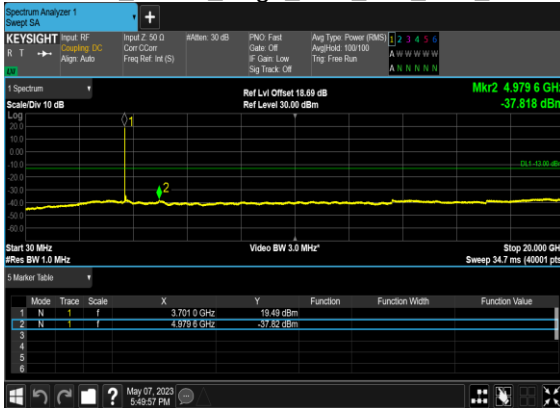 Spectrum Analyzer 1
Swept SA
+
KEYSIGHT Input: RF Input Z: 50 Ω #Atten: 30 dB PNO: Fast Avg Type: Power (RMS) 1 2 3 4 5 6
R T Coupling: DC Corr CCorr Gate: Off Avg|Hold: 100/100 A W W W W W
Align: Auto Freq Ref: Int (S) IF Gain: Low Trig: Free Run A N N N N N
Sig Track: Off
1 Spectrum Ref Lvl Offset 18.69 dB Mkr2 4.979 6 GHz
Scale/Div 10 dB Ref Level 30.00 dBm -37.818 dBm
Log
20.0
10.0
0.00
-10.0
-20.0
-30.0
-40.0
-50.0
-60.0
1
2
DL1 -13.00 dBm
Start 30 MHz Video BW 3.0 MHz* Stop 20.000 GHz
#Res BW 1.0 MHz Sweep 34.7 ms (40001 pts)
5 Marker Table
Mode Trace Scale X Y Function Function Width Function Value
1 N 1 f 3.701 0 GHz 19.49 dBm
2 N 1 f 4.979 6 GHz -37.82 dBm
3
4
5
6
? May 07, 2023
5:49:57 PM